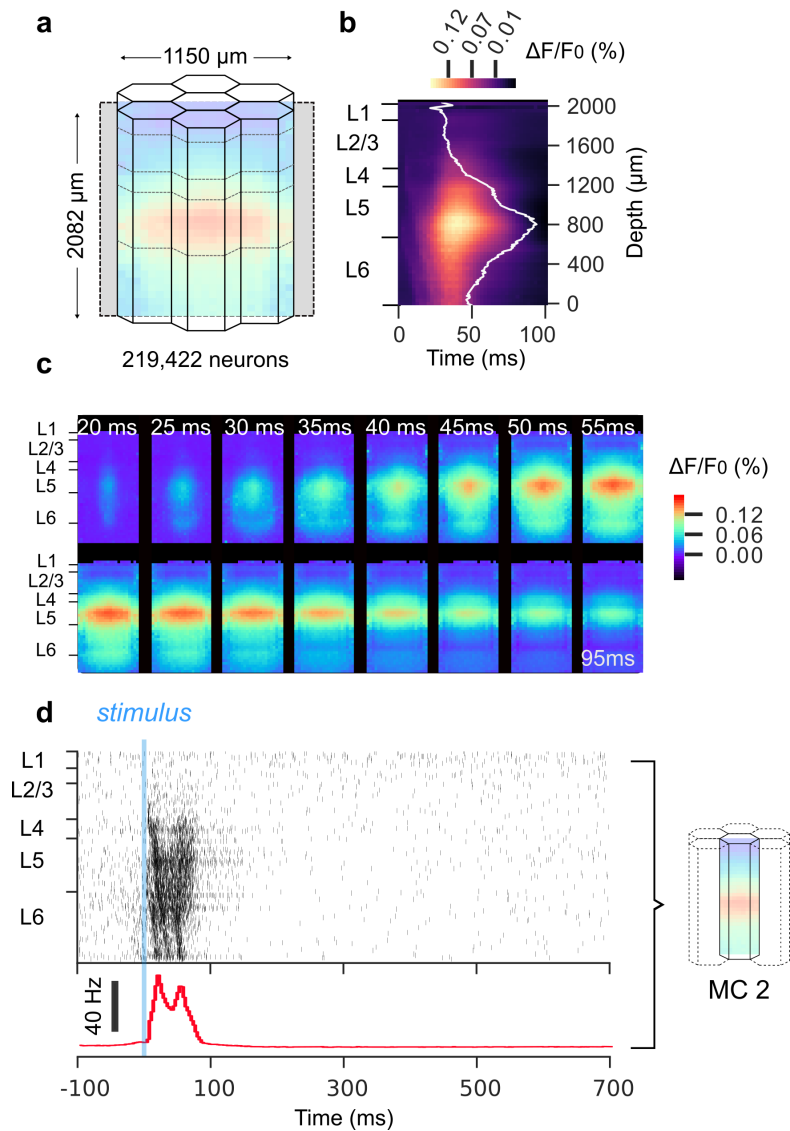 a
1150 µm
2082 µm
219,422 neurons
b
0.12 0.07 0.01
ΔF/F0 (%)
L1
L2/3
L4
L5
L6
2000
1600
1200
800
400
0
Depth (µm)
0 50 100
Time (ms)
c
L1
L2/3
L4
L5
L6
20 ms 25 ms 30 ms 35ms 40 ms 45ms 50 ms 55ms
L1
L2/3
L4
L5
L6
95ms
ΔF/F0 (%)
0.12
0.06
0.00
d
stimulus
L1
L2/3
L4
L5
L6
40 Hz
-100 100 300 500 700
Time (ms)
MC 2